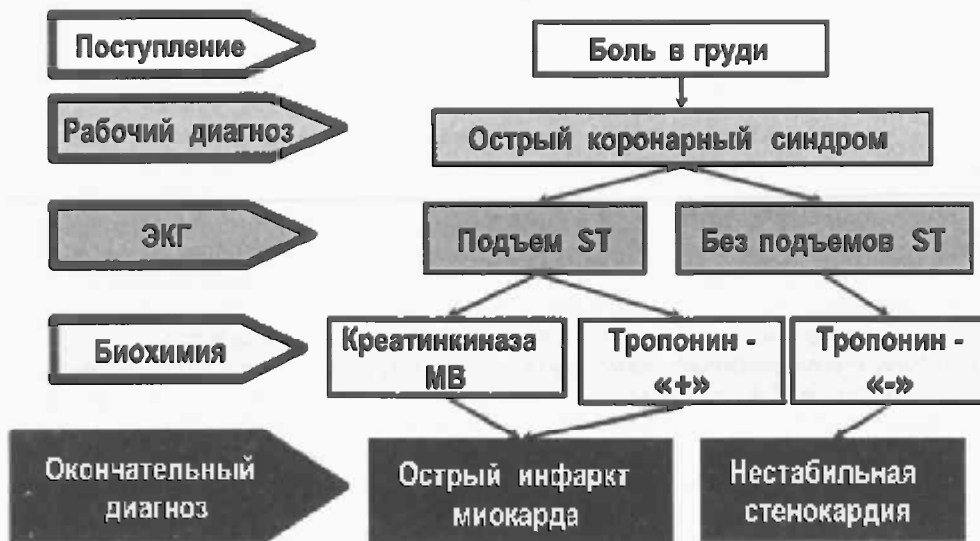 Поступление
Боль в груди
Рабочий диагноз
Острый коронарный синдром
ЭКГ
Подъем ST
Без подъемов ST
Биохимия
Креатинкиназа
МВ
Тропонин -
«+»
Тропонин -
«-»
Окончательный
диагноз
Острый инфаркт
миокарда
Нестабильная
стенокардия